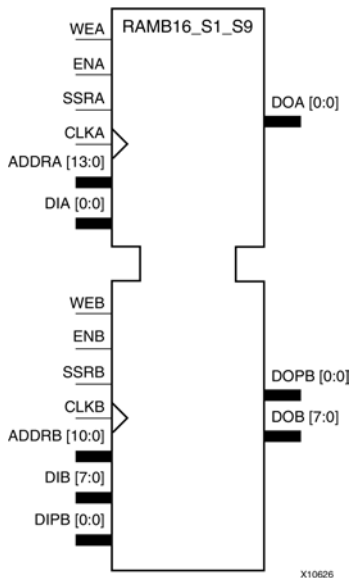 RAMB16_S1_S9
WEA
ENA
SSRA
CLKA
ADDRA [13:0]
DIA [0:0]
DOA [0:0]
WEB
ENB
SSRB
CLKB
ADDRB [10:0]
DIB [7:0]
DIPB [0:0]
DOPB [0:0]
DOB [7:0]
X10626